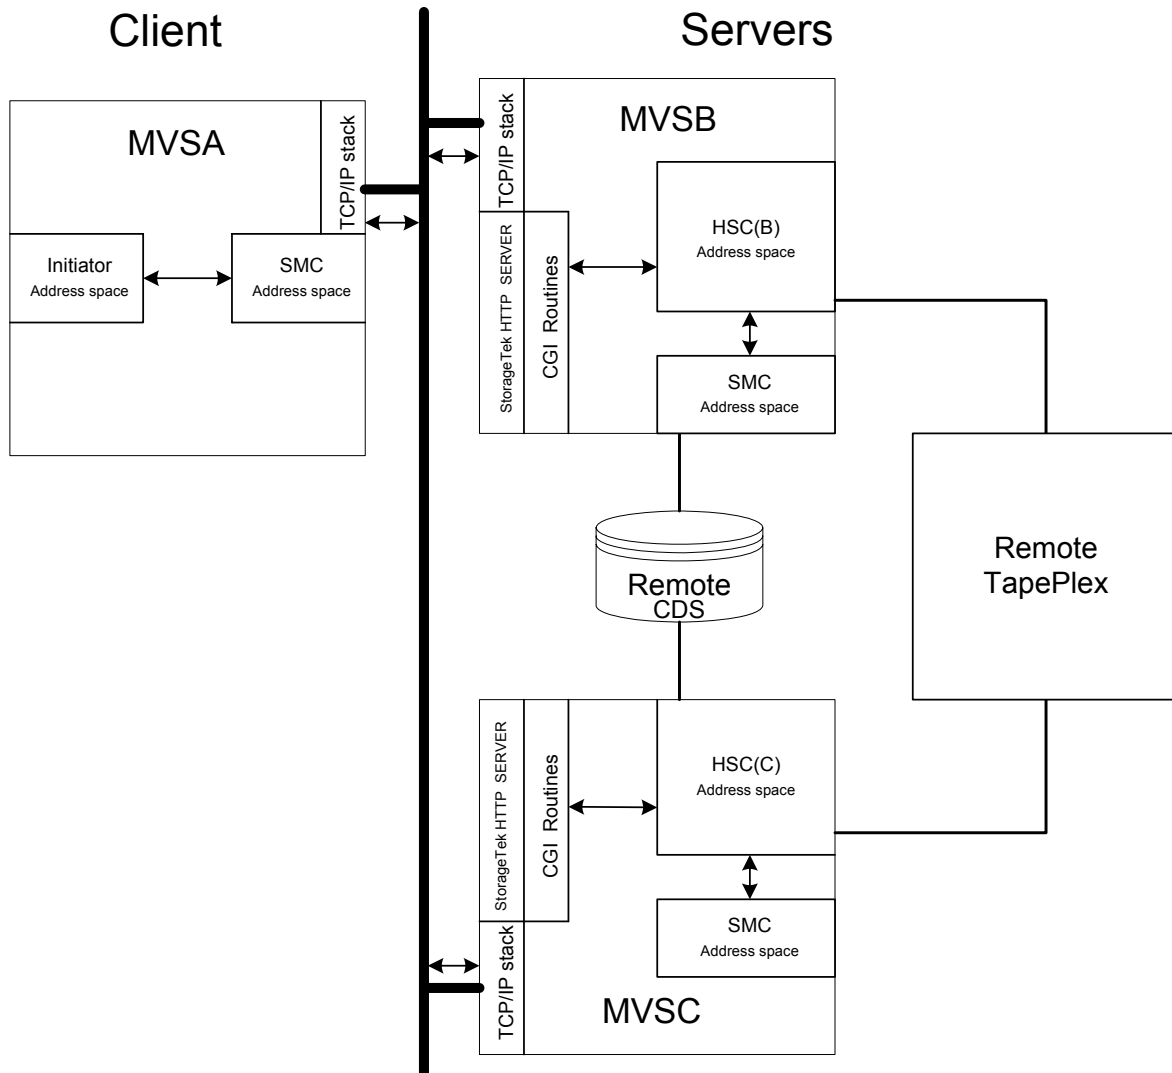 Client
Servers
MVSA
TCP/IP stack
Initiator
Address space
SMC
Address space
MVSB
TCP/IP stack
StorageTek HTTP SERVER
CGI Routines
HSC(B)
Address space
SMC
Address space
Remote
CDS
Remote
TapePlex
StorageTek HTTP SERVER
CGI Routines
HSC(C)
Address space
SMC
Address space
TCP/IP stack
MVSC